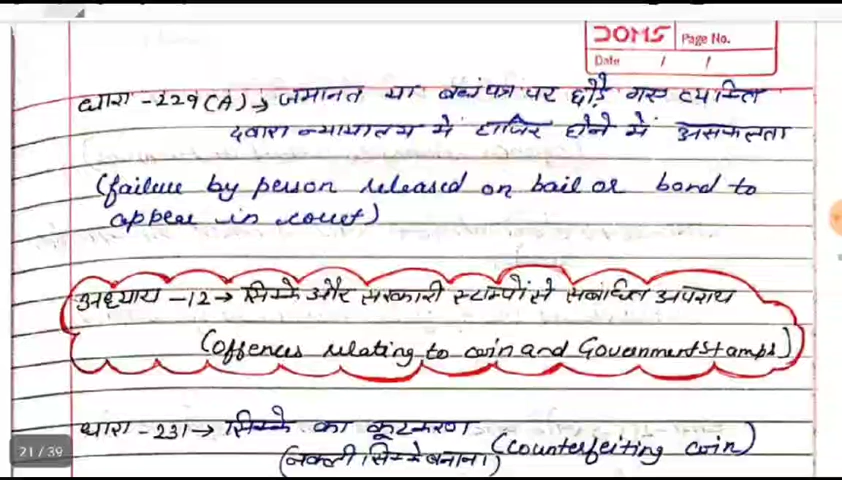 DOMS Page No.
Date / /
धारा -229(A) → जमानत या बन्धपत्र पर छोड़े गए व्यक्ति
द्वारा न्यायालय में हाजिर होने में असफलता
(failure by person released on bail or bond to
appear in court)
अध्याय -12 → सिक्के और सरकारी स्टाम्पों से संबंधित अपराध
(Offences relating to coin and Government Stamps)
धारा -231 → सिक्के का कूटकरण (Counterfeiting coin)
(नकली सिक्के बनाना)
21 / 39